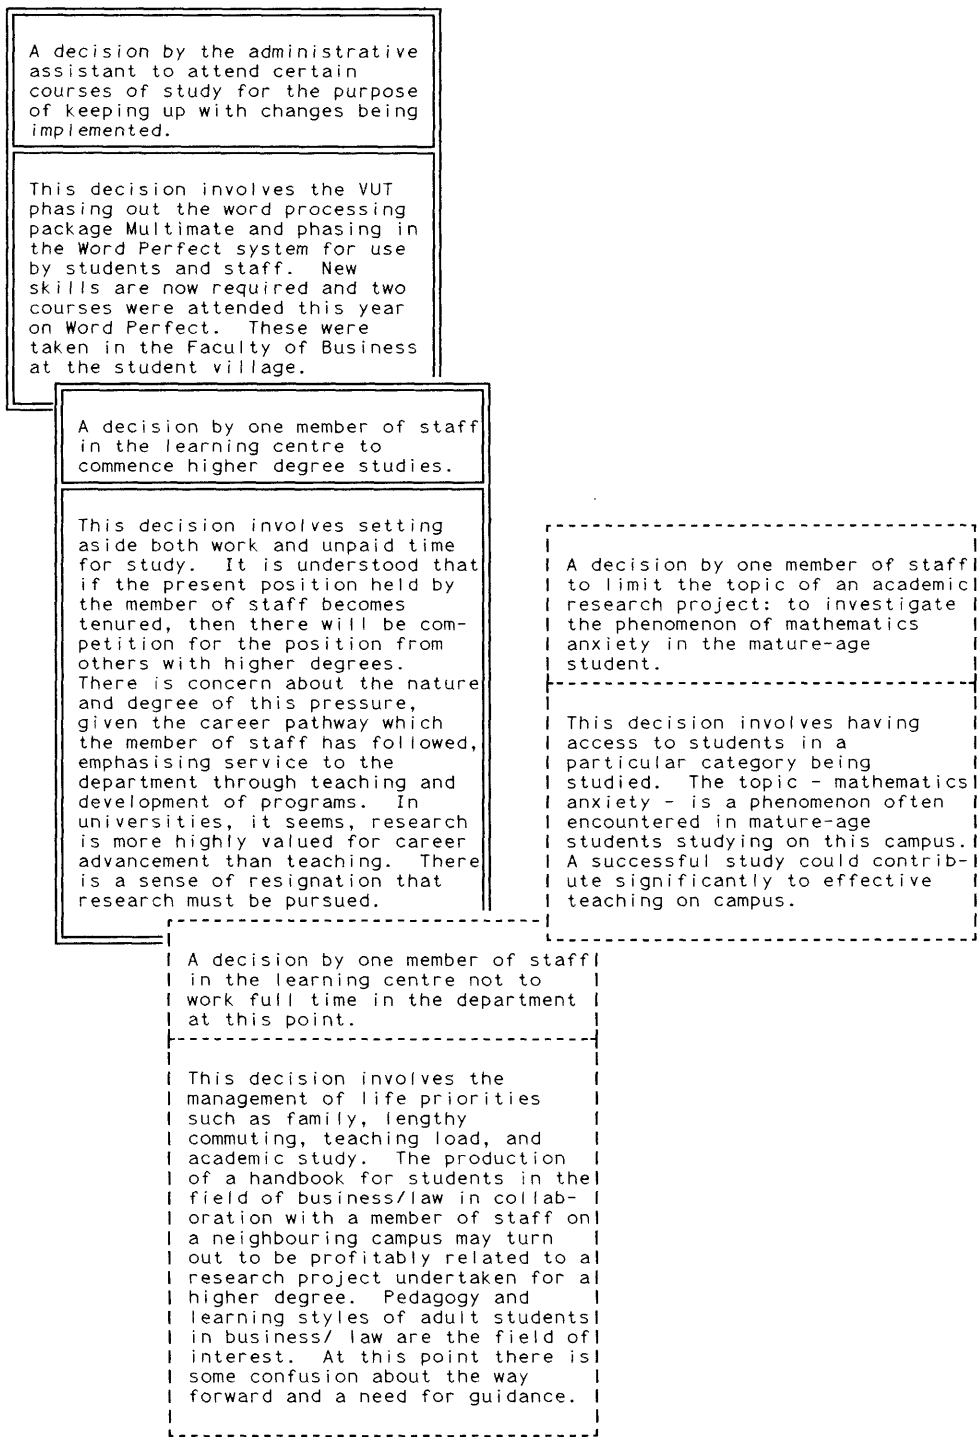 A decision by the administrative
assistant to attend certain
courses of study for the purpose
of keeping up with changes being
implemented.
This decision involves the VUT
phasing out the word processing
package Multimate and phasing in
the Word Perfect system for use
by students and staff. New
skills are now required and two
courses were attended this year
on Word Perfect. These were
taken in the Faculty of Business
at the student village.
A decision by one member of staff
in the learning centre to
commence higher degree studies.
This decision involves setting
aside both work and unpaid time
for study. It is understood that
if the present position held by
the member of staff becomes
tenured, then there will be com-
petition for the position from
others with higher degrees.
There is concern about the nature
and degree of this pressure,
given the career pathway which
the member of staff has followed,
emphasising service to the
department through teaching and
development of programs. In
universities, it seems, research
is more highly valued for career
advancement than teaching. There
is a sense of resignation that
research must be pursued.
A decision by one member of staff
to limit the topic of an academic
research project: to investigate
the phenomenon of mathematics
anxiety in the mature-age
student.
This decision involves having
access to students in a
particular category being
studied. The topic - mathematics
anxiety - is a phenomenon often
encountered in mature-age
students studying on this campus.
A successful study could contrib-
ute significantly to effective
teaching on campus.
A decision by one member of staff
in the learning centre not to
work full time in the department
at this point.
This decision involves the
management of life priorities
such as family, lengthy
commuting, teaching load, and
academic study. The production
of a handbook for students in the
field of business/law in collab-
oration with a member of staff on
a neighbouring campus may turn
out to be profitably related to a
research project undertaken for a
higher degree. Pedagogy and
learning styles of adult students
in business/ law are the field of
interest. At this point there is
some confusion about the way
forward and a need for guidance.